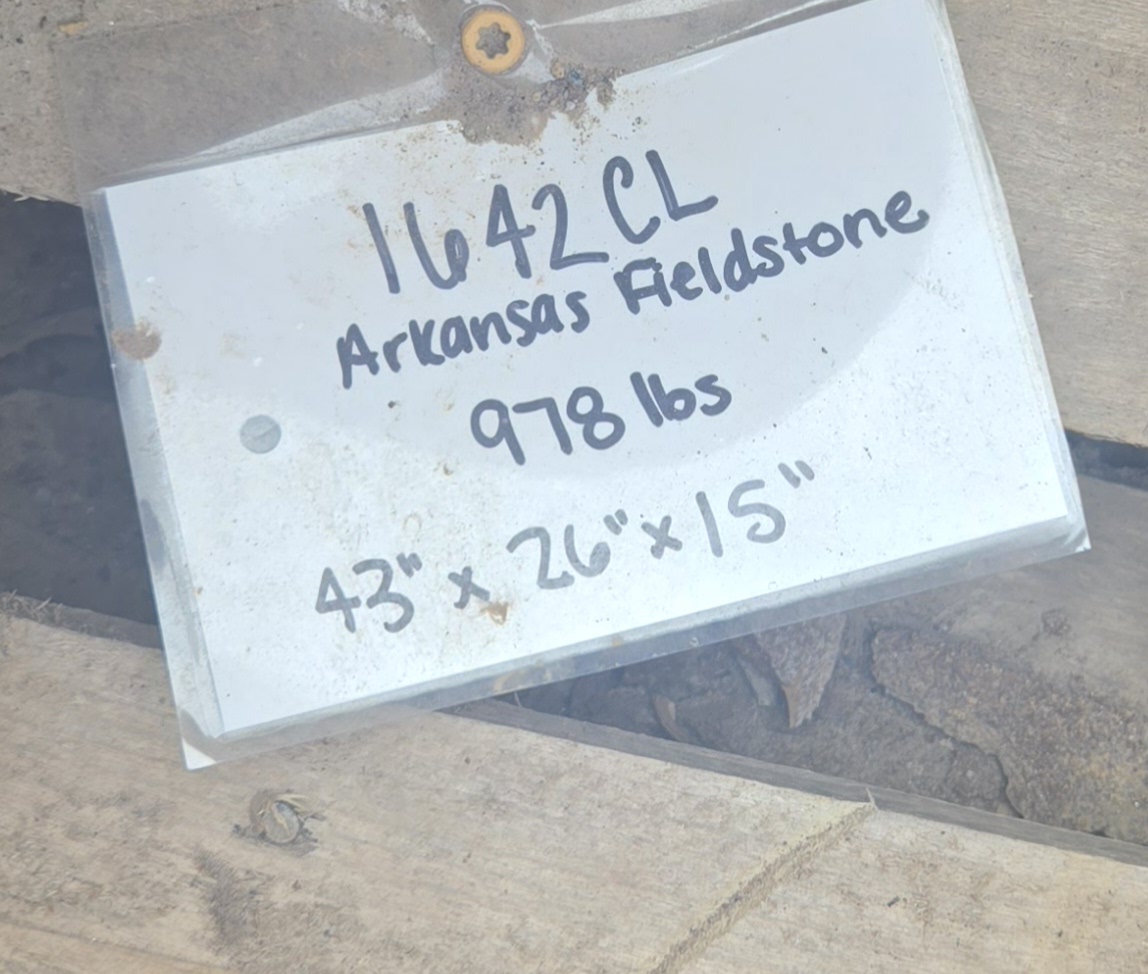 1642 CL
Arkansas Fieldstone
978 lbs
43" x 26" x 15"